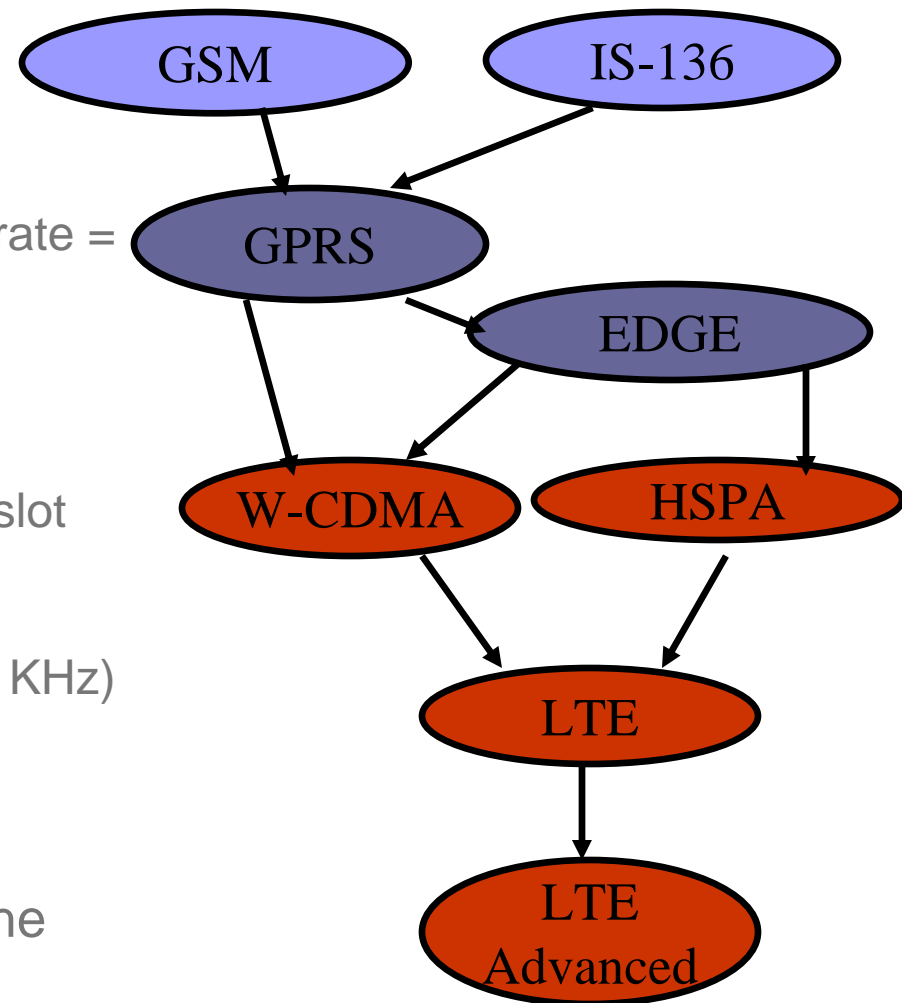 GSM
IS-136
rate =
GPRS
EDGE
slot
W-CDMA
HSPA
KHz)
LTE
ne
LTE
Advanced